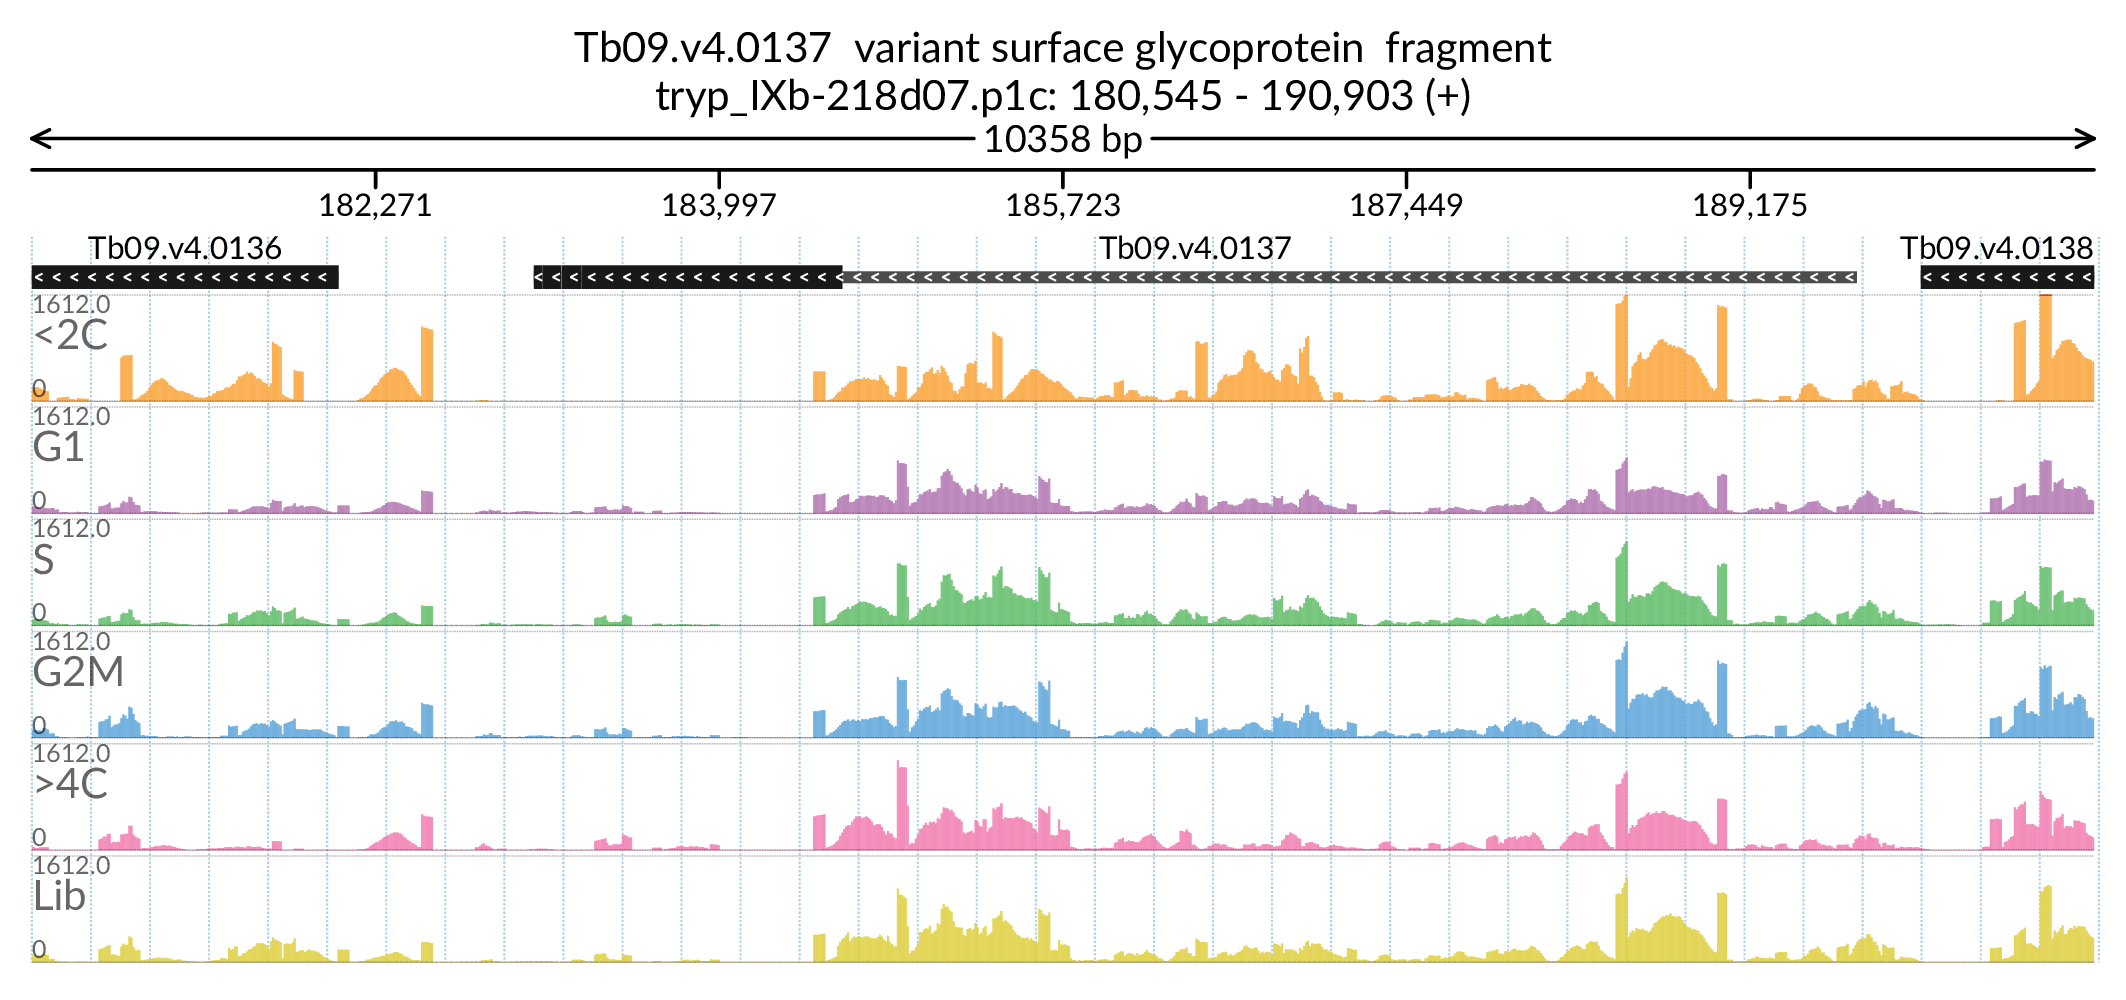 Tb09.v4.0137 variant surface glycoprotein fragment
tryp_IXb-218d07.p1c: 180,545 - 190,903 (+)
10358 bp
182,271 183,997 185,723 187,449 189,175
Tb09.v4.0136 Tb09.v4.0137 Tb09.v4.0138
1612.0
<2C
0
1612.0
G1
0
1612.0
S
0
1612.0
G2M
0
1612.0
>4C
0
1612.0
Lib
0